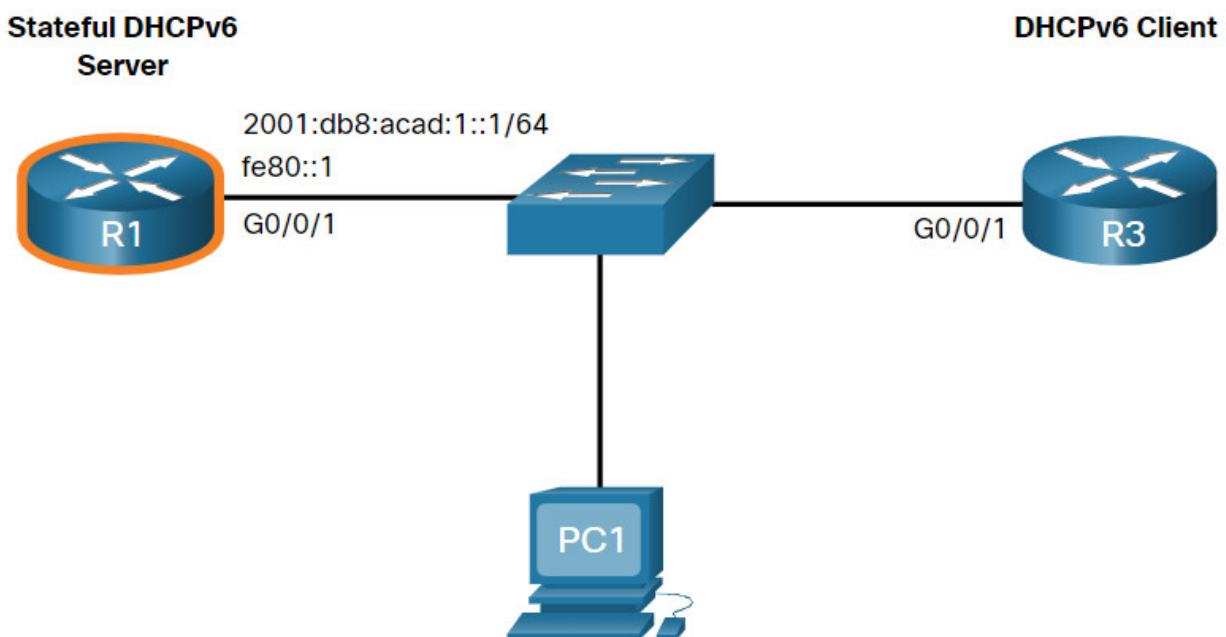 Stateful DHCPv6
Server
DHCPv6 Client
2001:db8:acad:1::1/64
fe80::1
G0/0/1
R1
G0/0/1
R3
PC1